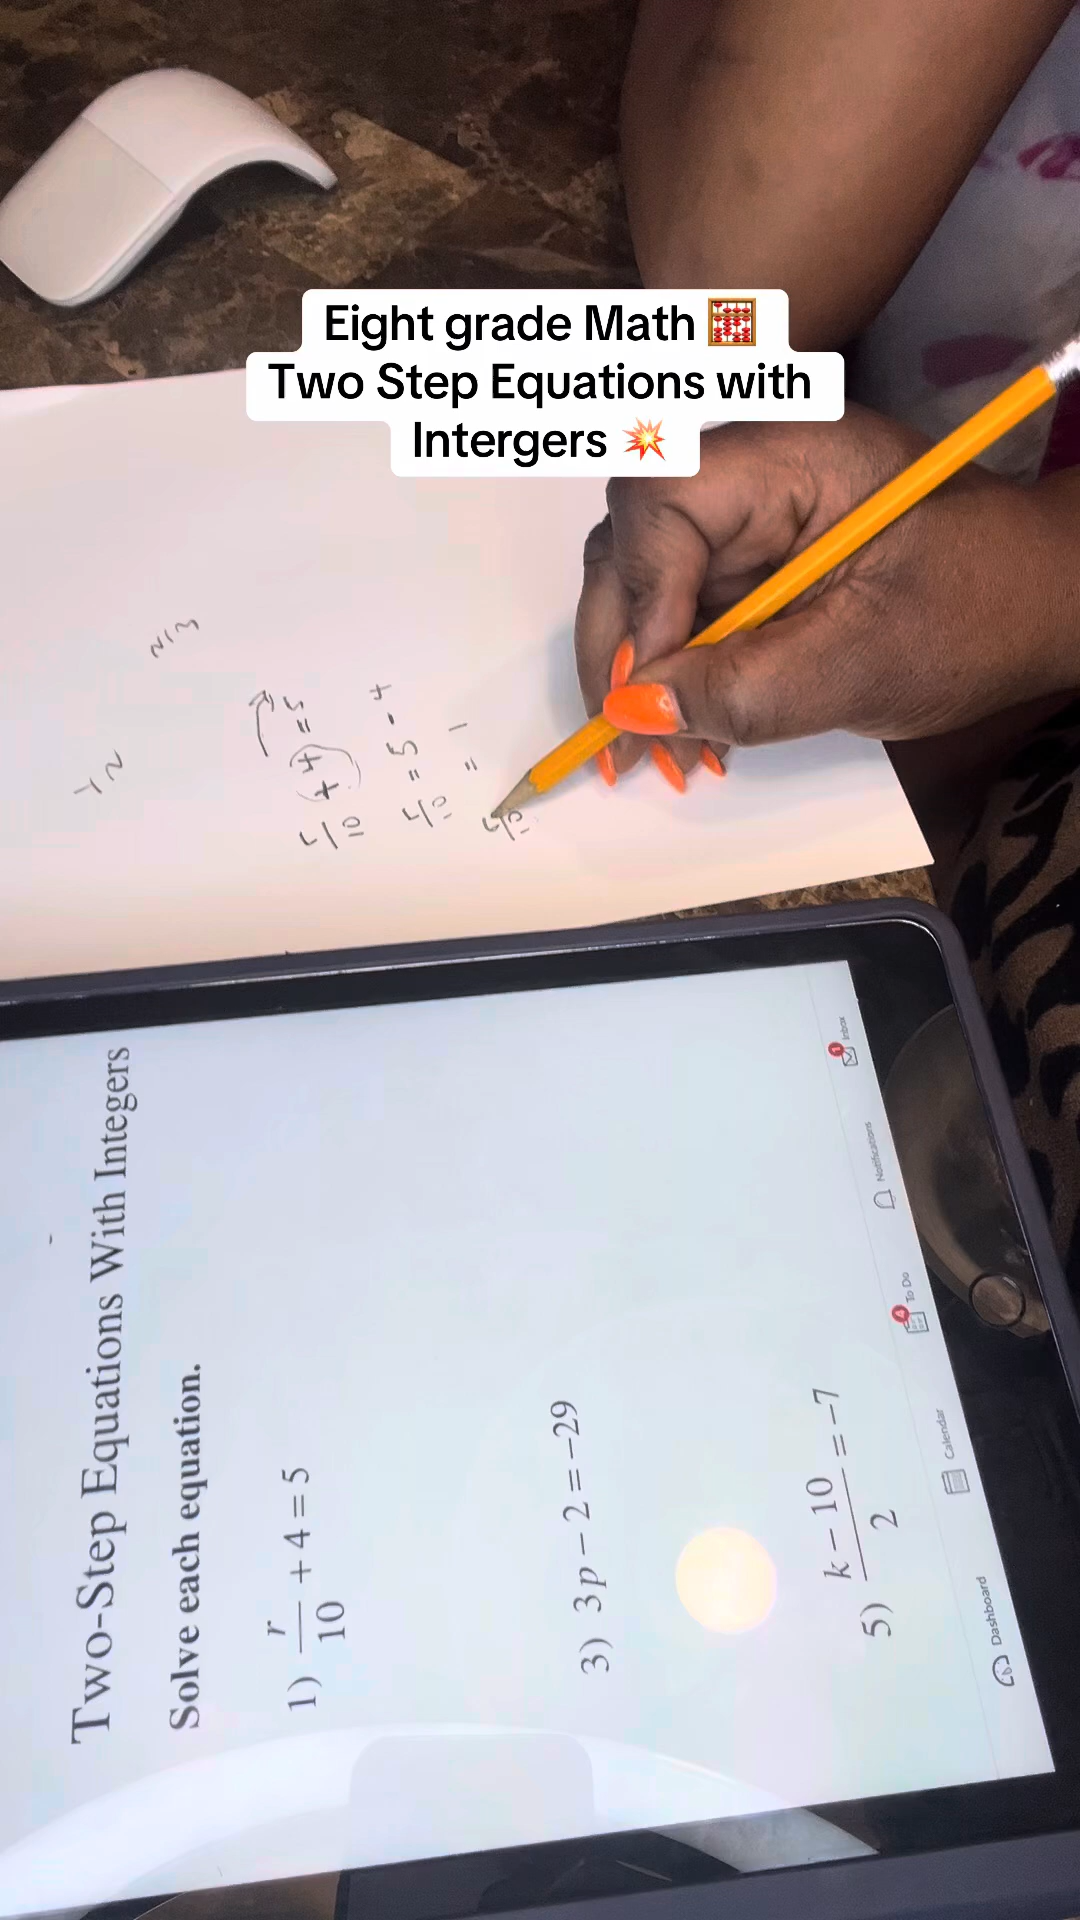 Eight grade Math 🧮
Two Step Equations with
Intergers 💥
r/10 + 4 = 5
r/10 = 5 - 4
r/10 = 1
Two-Step Equations With Integers
Solve each equation.
1) r/10 + 4 = 5
3) 3p − 2 = −29
5) (k − 10)/2 = −7
Dashboard
Calendar
4
To Do
Notifications
1
Inbox